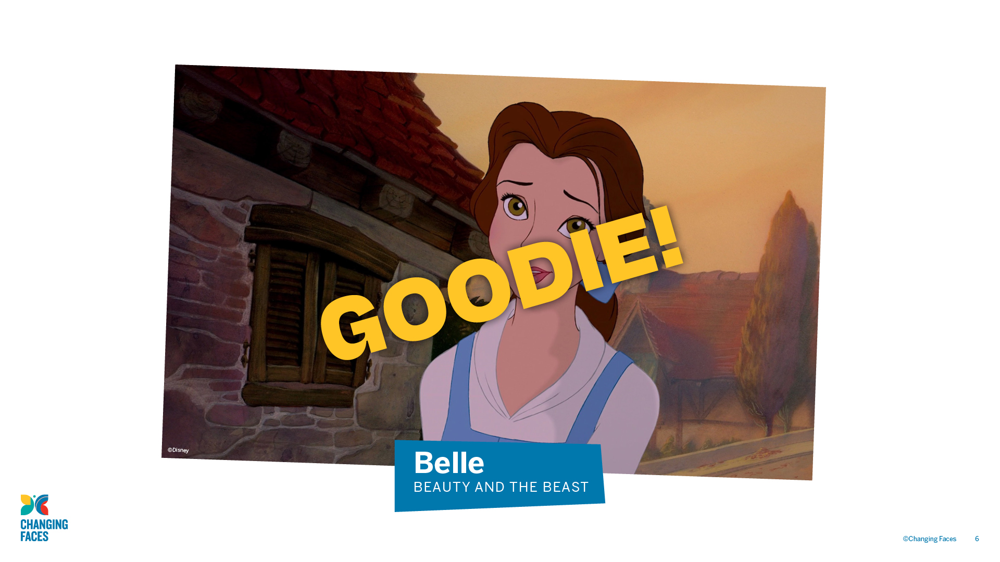 GOODIE!
©Disney
Belle
BEAUTY AND THE BEAST
CHANGING
FACES
©Changing Faces 6